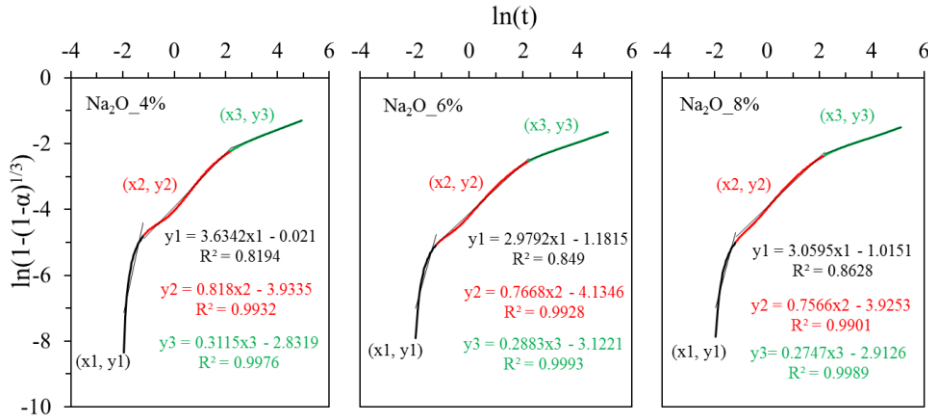 ln(t)
-4 -2 0 2 4 6
-4 -2 0 2 4 6
-4 -2 0 2 4 6
ln(1-(1-α)^1/3)
0
-2
-4
-6
-8
-10
Na₂O_4%
(x3, y3)
(x2, y2)
y1 = 3.6342x1 - 0.021
R² = 0.8194
y2 = 0.818x2 - 3.9335
R² = 0.9932
y3 = 0.3115x3 - 2.8319
R² = 0.9976
(x1, y1)
Na₂O_6%
(x3, y3)
(x2, y2)
y1 = 2.9792x1 - 1.1815
R² = 0.849
y2 = 0.7668x2 - 4.1346
R² = 0.9928
y3 = 0.2883x3 - 3.1221
R² = 0.9993
(x1, y1)
Na₂O_8%
(x3, y3)
(x2, y2)
y1 = 3.0595x1 - 1.0151
R² = 0.8628
y2 = 0.7566x2 - 3.9253
R² = 0.9901
y3= 0.2747x3 - 2.9126
R² = 0.9989
(x1, y1)